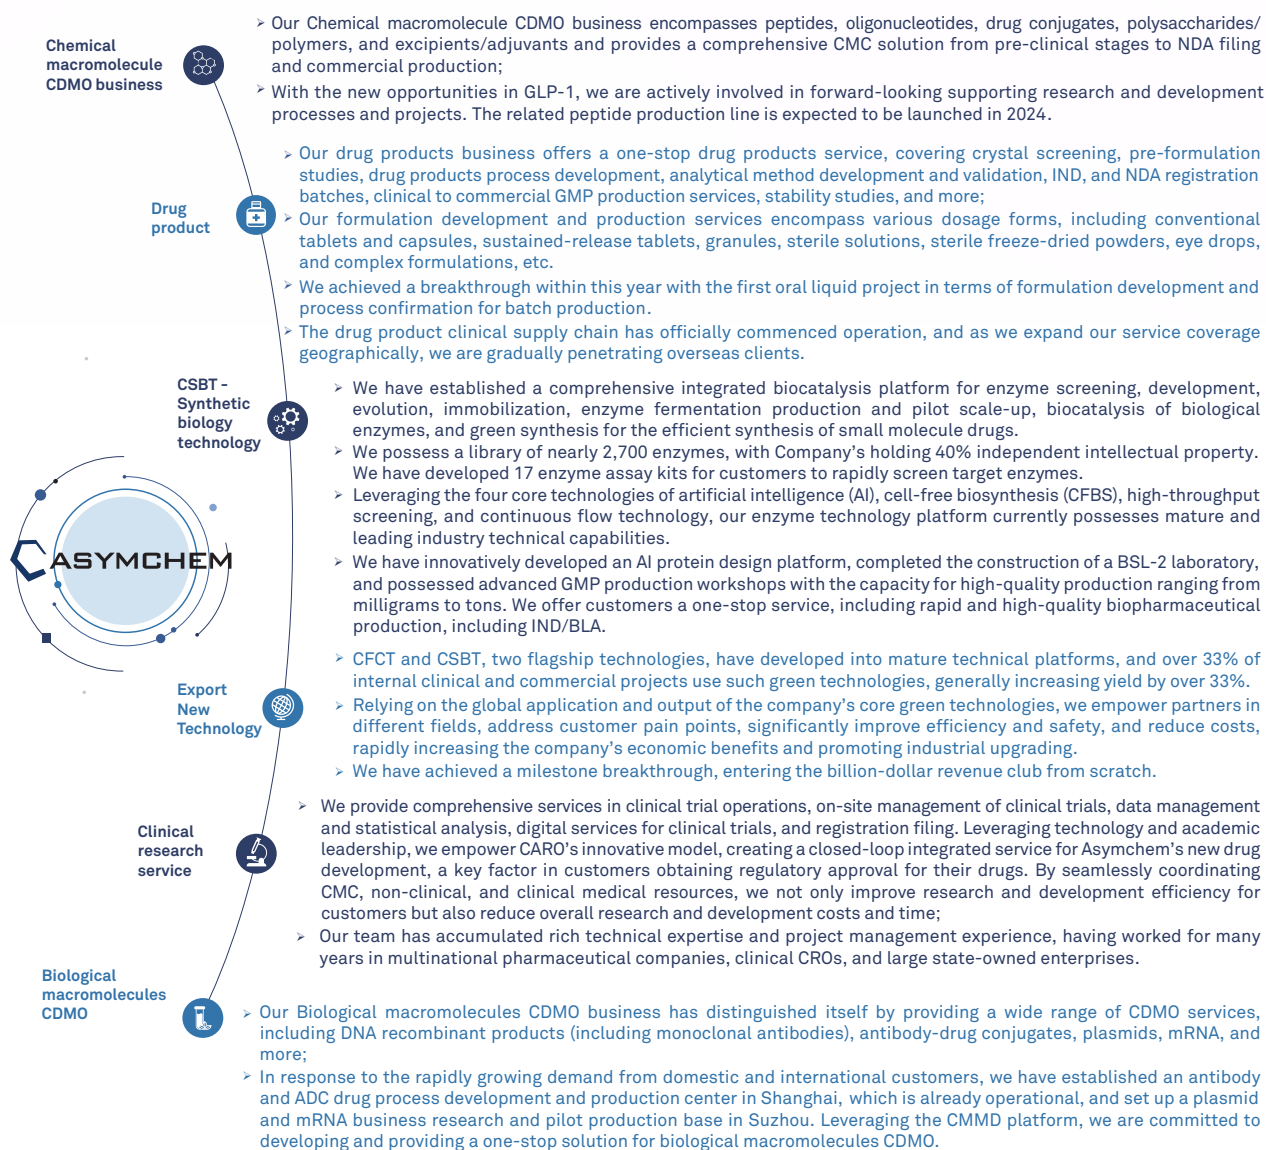 Chemical
macromolecule
CDMO business
Our Chemical macromolecule CDMO business encompasses peptides, oligonucleotides, drug conjugates, polysaccharides/
polymers, and excipients/adjuvants and provides a comprehensive CMC solution from pre-clinical stages to NDA filing
and commercial production;
With the new opportunities in GLP-1, we are actively involved in forward-looking supporting research and development
processes and projects. The related peptide production line is expected to be launched in 2024.
Drug
product
Our drug products business offers a one-stop drug products service, covering crystal screening, pre-formulation
studies, drug products process development, analytical method development and validation, IND, and NDA registration
batches, clinical to commercial GMP production services, stability studies, and more;
Our formulation development and production services encompass various dosage forms, including conventional
tablets and capsules, sustained-release tablets, granules, sterile solutions, sterile freeze-dried powders, eye drops,
and complex formulations, etc.
We achieved a breakthrough within this year with the first oral liquid project in terms of formulation development and
process confirmation for batch production.
The drug product clinical supply chain has officially commenced operation, and as we expand our service coverage
geographically, we are gradually penetrating overseas clients.
CSBT -
Synthetic
biology
technology
We have established a comprehensive integrated biocatalysis platform for enzyme screening, development,
evolution, immobilization, enzyme fermentation production and pilot scale-up, biocatalysis of biological
enzymes, and green synthesis for the efficient synthesis of small molecule drugs.
We possess a library of nearly 2,700 enzymes, with Company's holding 40% independent intellectual property.
We have developed 17 enzyme assay kits for customers to rapidly screen target enzymes.
Leveraging the four core technologies of artificial intelligence (AI), cell-free biosynthesis (CFBS), high-throughput
screening, and continuous flow technology, our enzyme technology platform currently possesses mature and
leading industry technical capabilities.
We have innovatively developed an AI protein design platform, completed the construction of a BSL-2 laboratory,
and possessed advanced GMP production workshops with the capacity for high-quality production ranging from
milligrams to tons. We offer customers a one-stop service, including rapid and high-quality biopharmaceutical
production, including IND/BLA.
ASYMCHEM
Export
New
Technology
CFCT and CSBT, two flagship technologies, have developed into mature technical platforms, and over 33% of
internal clinical and commercial projects use such green technologies, generally increasing yield by over 33%.
Relying on the global application and output of the company's core green technologies, we empower partners in
different fields, address customer pain points, significantly improve efficiency and safety, and reduce costs,
rapidly increasing the company's economic benefits and promoting industrial upgrading.
We have achieved a milestone breakthrough, entering the billion-dollar revenue club from scratch.
Clinical
research
service
We provide comprehensive services in clinical trial operations, on-site management of clinical trials, data management
and statistical analysis, digital services for clinical trials, and registration filing. Leveraging technology and academic
leadership, we empower CARO's innovative model, creating a closed-loop integrated service for Asymchem's new drug
development, a key factor in customers obtaining regulatory approval for their drugs. By seamlessly coordinating
CMC, non-clinical, and clinical medical resources, we not only improve research and development efficiency for
customers but also reduce overall research and development costs and time;
Our team has accumulated rich technical expertise and project management experience, having worked for many
years in multinational pharmaceutical companies, clinical CROs, and large state-owned enterprises.
Biological
macromolecules
CDMO
Our Biological macromolecules CDMO business has distinguished itself by providing a wide range of CDMO services,
including DNA recombinant products (including monoclonal antibodies), antibody-drug conjugates, plasmids, mRNA, and
more;
In response to the rapidly growing demand from domestic and international customers, we have established an antibody
and ADC drug process development and production center in Shanghai, which is already operational, and set up a plasmid
and mRNA business research and pilot production base in Suzhou. Leveraging the CMMD platform, we are committed to
developing and providing a one-stop solution for biological macromolecules CDMO.